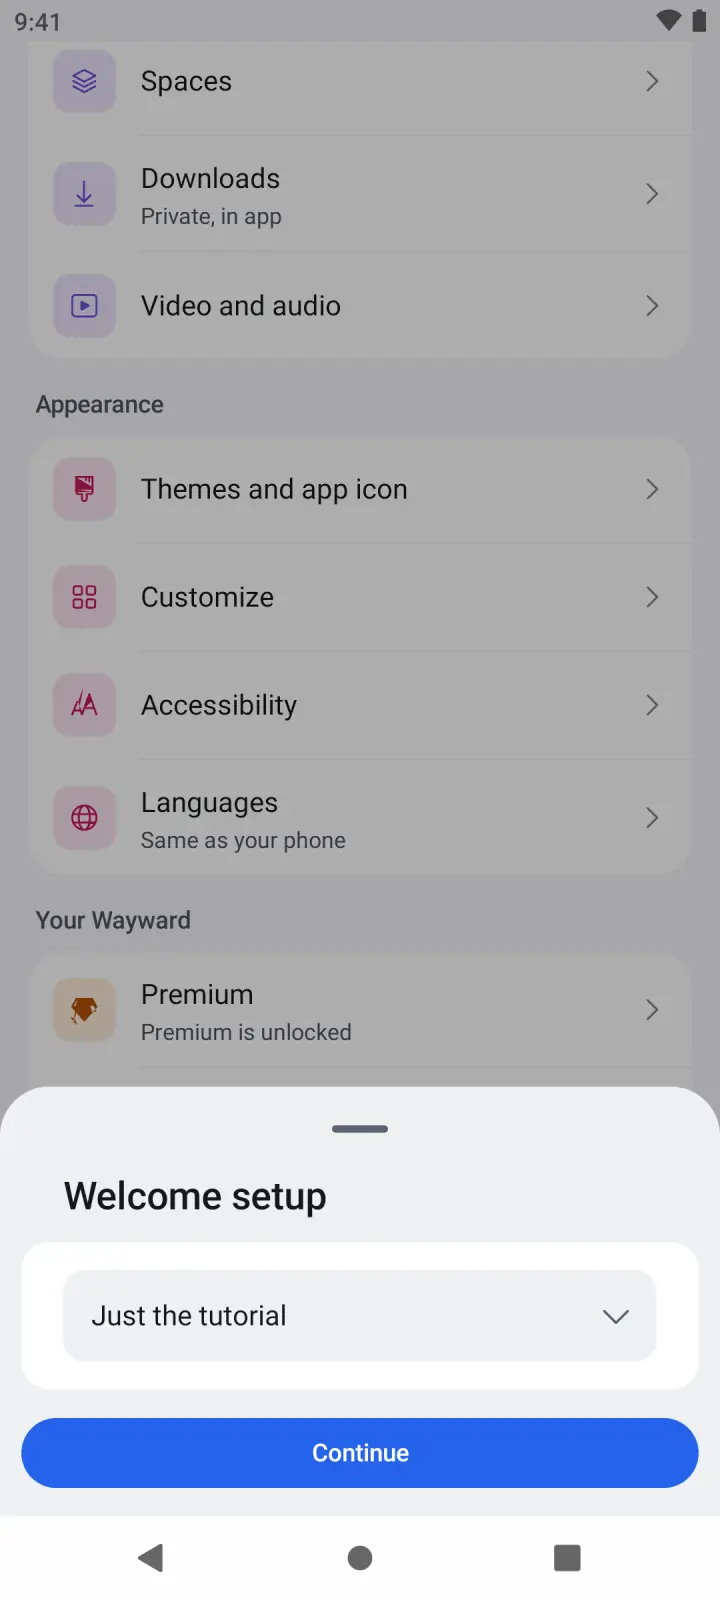 9:41
Spaces
Downloads
Private, in app
Video and audio
Appearance
Themes and app icon
Customize
Accessibility
Languages
Same as your phone
Your Wayward
Premium
Premium is unlocked
Welcome setup
Just the tutorial
Continue